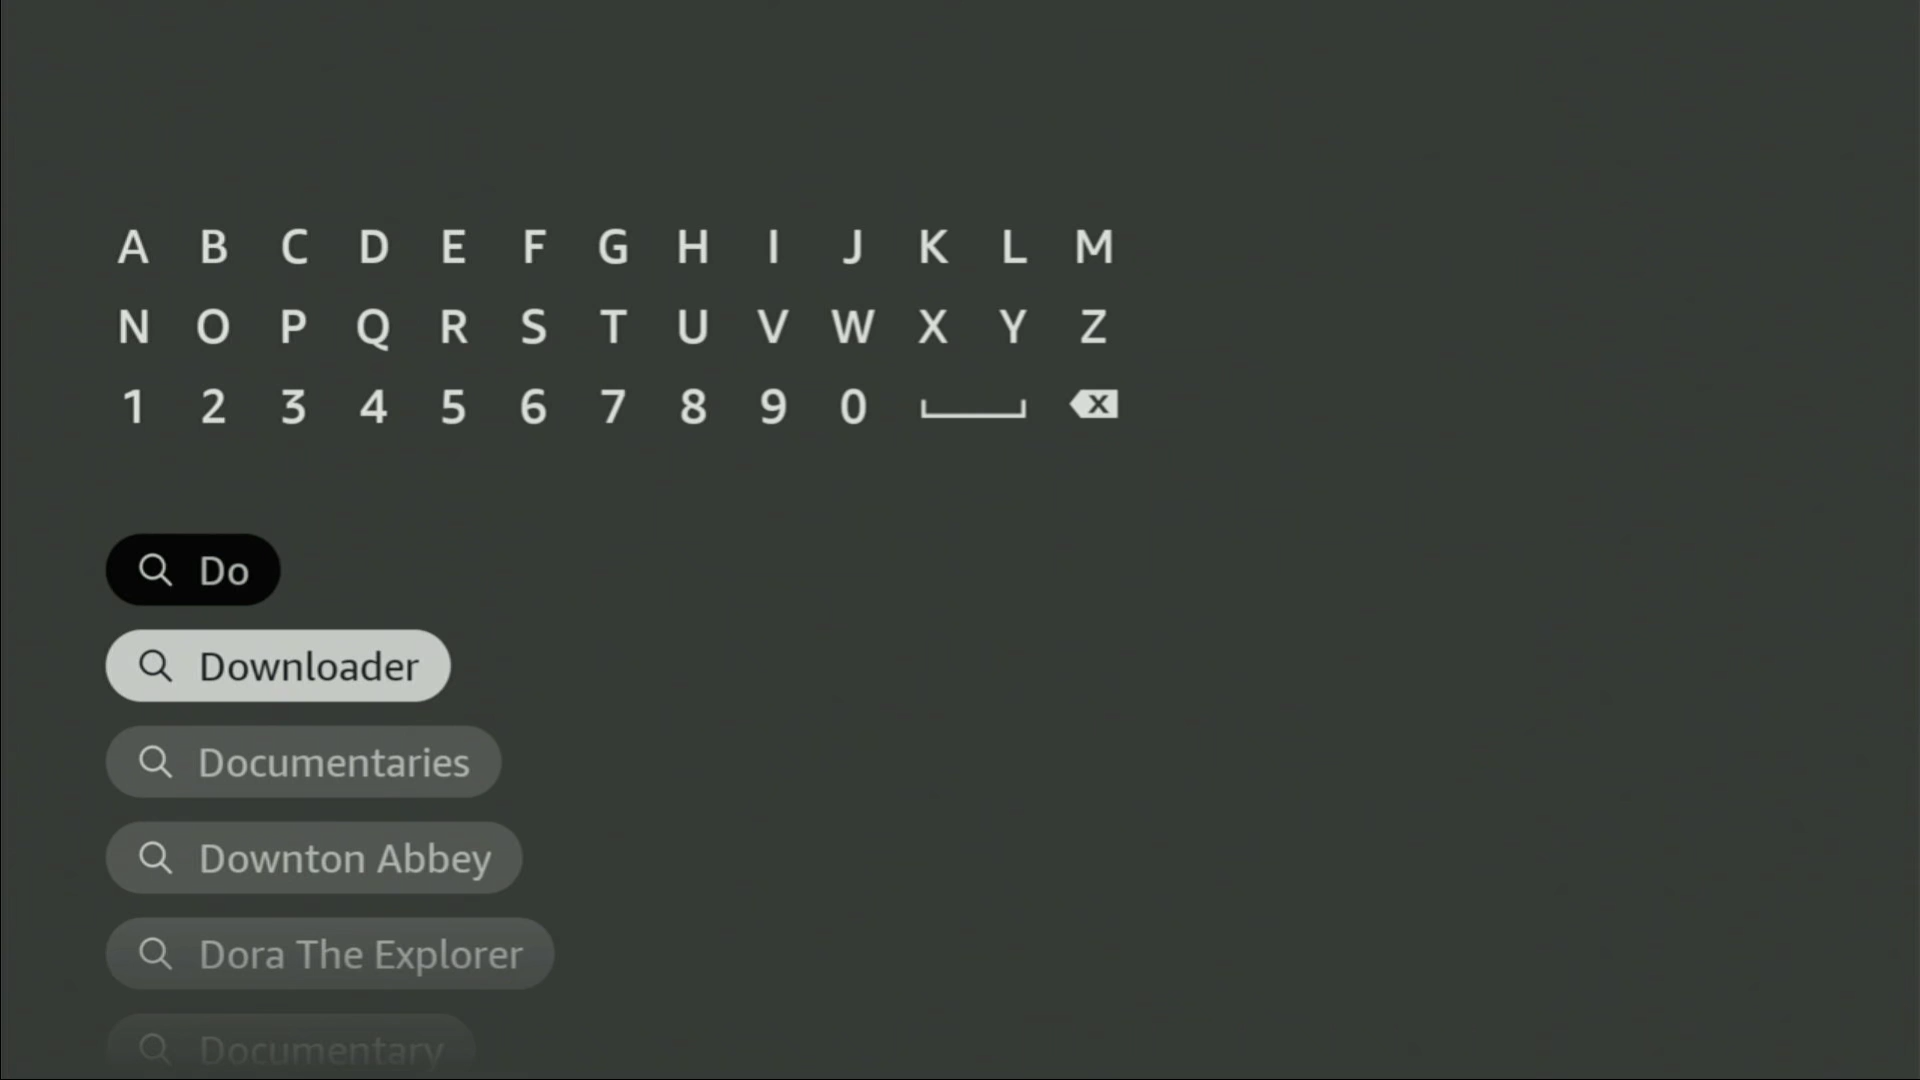 A B C D E F G H I J K L M
N O P Q R S T U V W X Y Z
1 2 3 4 5 6 7 8 9 0
Do
Downloader
Documentaries
Downton Abbey
Dora The Explorer
Documentary